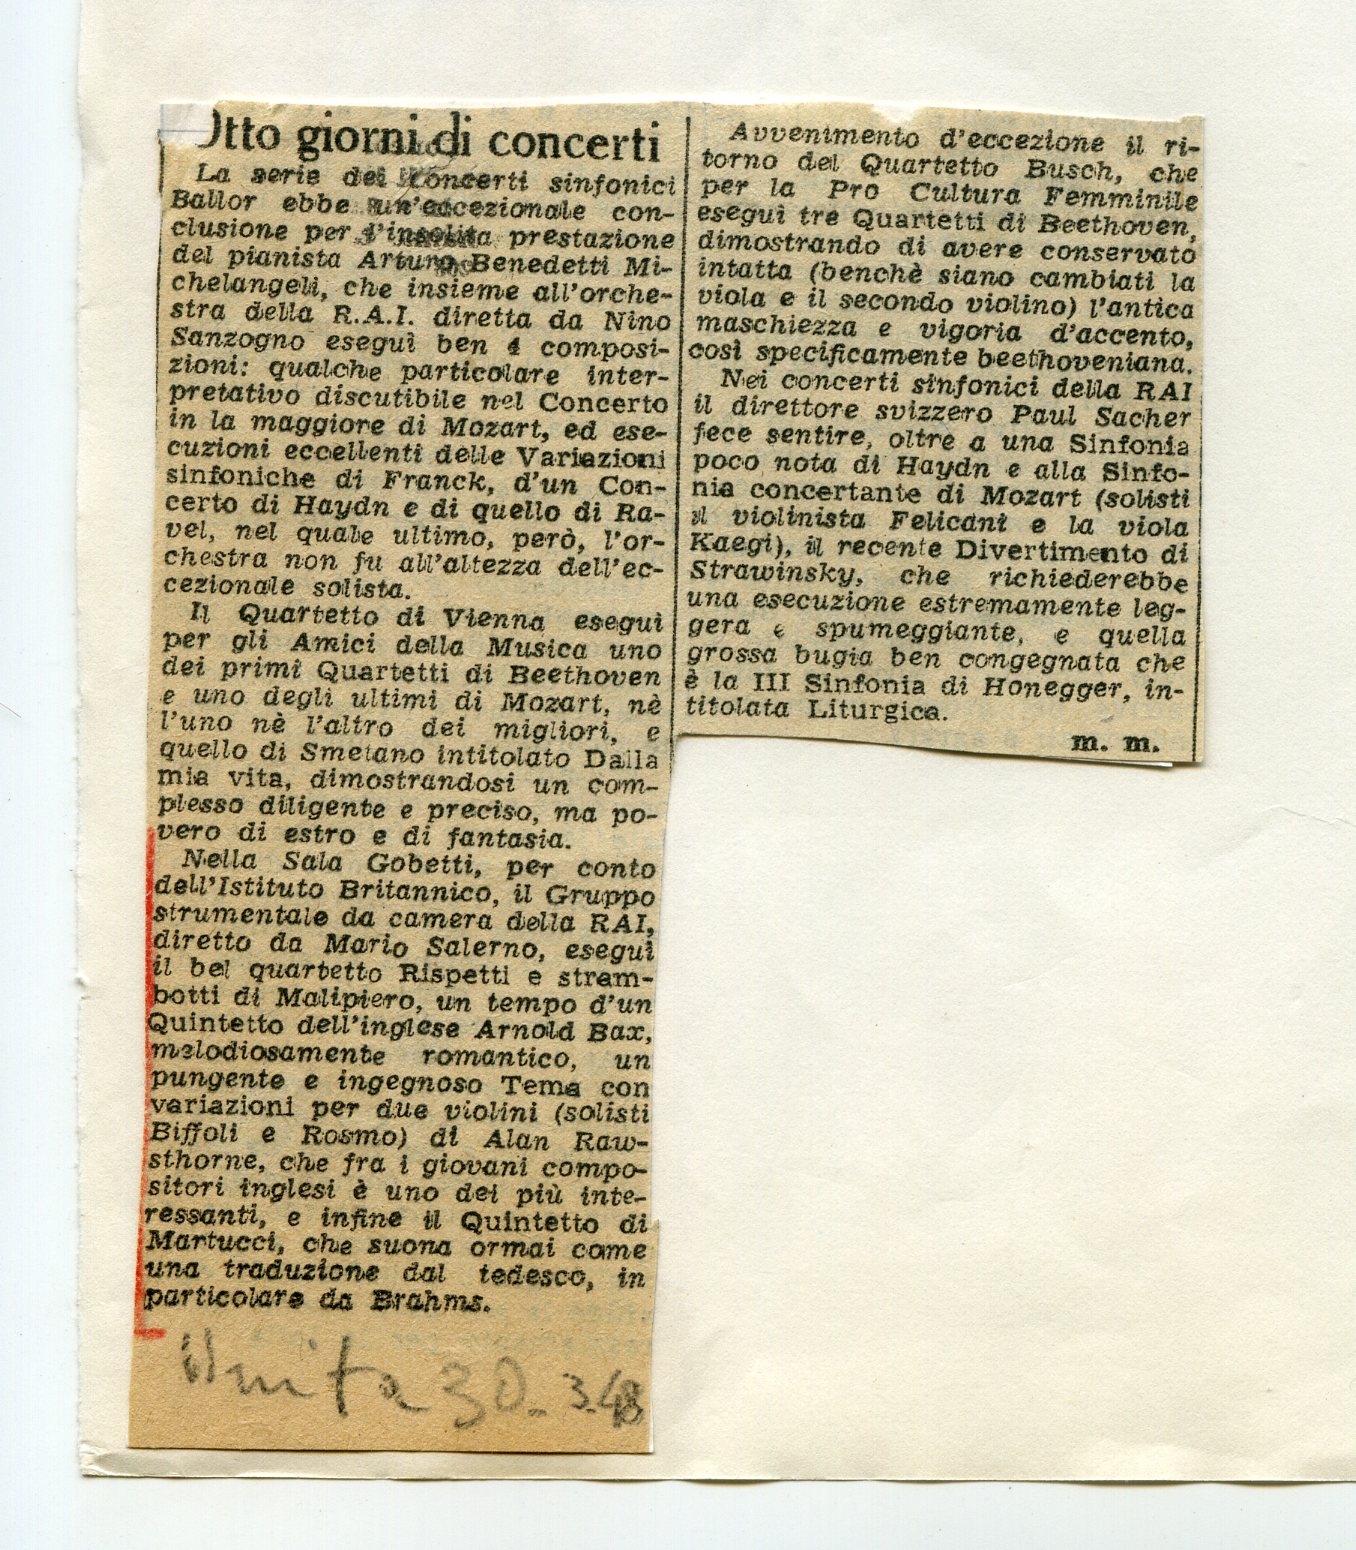 Otto giorni di concerti
La serie dei concerti sinfonici
Ballor ebbe un'eccezionale con-
clusione per l'insolita prestazione
del pianista Arturo Benedetti Mi-
chelangeli, che insieme all'orche-
stra della R.A.I. diretta da Nino
Sanzogno eseguì ben 4 composi-
zioni: qualche particolare inter-
pretativo discutibile nel Concerto
in la maggiore di Mozart, ed ese-
cuzioni eccellenti delle Variazioni
sinfoniche di Franck, d'un Con-
certo di Haydn e di quello di Ra-
vel, nel quale ultimo, però, l'or-
chestra non fu all'altezza dell'ec-
cezionale solista.
Il Quartetto di Vienna eseguì
per gli Amici della Musica uno
dei primi Quartetti di Beethoven
e uno degli ultimi di Mozart, nè
l'uno nè l'altro dei migliori, e
quello di Smetano intitolato Dalla
mia vita, dimostrandosi un com-
plesso diligente e preciso, ma po-
vero di estro e di fantasia.
Nella Sala Gobetti, per conto
dell'Istituto Britannico, il Gruppo
strumentale da camera della RAI,
diretto da Mario Salerno, eseguì
il bel quartetto Rispetti e stram-
botti di Malipiero, un tempo d'un
Quintetto dell'inglese Arnold Bax,
melodiosamente romantico, un
pungente e ingegnoso Tema con
variazioni per due violini (solisti
Biffoli e Rosmo) di Alan Raw-
sthorne, che fra i giovani compo-
sitori inglesi è uno dei più inte-
ressanti, e infine il Quintetto di
Martucci, che suona ormai come
una traduzione dal tedesco, in
particolare da Brahms.
30-3-48
Avvenimento d'eccezione il ri-
torno del Quartetto Busch, che
per la Pro Cultura Femminile
eseguì tre Quartetti di Beethoven,
dimostrando di avere conservato
intatta (benchè siano cambiati la
viola e il secondo violino) l'antica
maschiezza e vigoria d'accento,
così specificamente beethoveniana.
Nei concerti sinfonici della RAI
il direttore svizzero Paul Sacher
fece sentire, oltre a una Sinfonia
poco nota di Haydn e alla Sinfo-
nia concertante di Mozart (solisti
il violinista Felicani e la viola
Kaegi), il recente Divertimento di
Strawinsky, che richiederebbe
una esecuzione estremamente leg-
gera e spumeggiante, e quella
grossa bugia ben congegnata che
è la III Sinfonia di Honegger, in-
titolata Liturgica.
m. m.